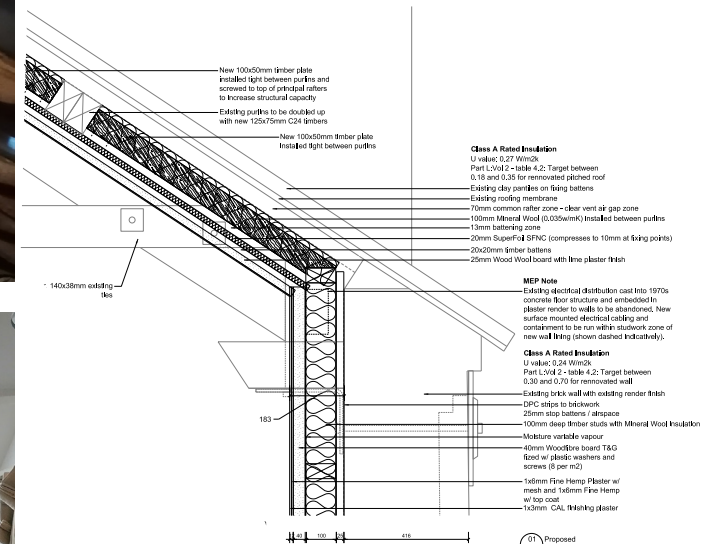 New 100x50mm timber plate
installed tight between purlins and
screwed to top of principal rafters
to increase structural capacity
Existing purlins to be doubled up
with new 125x75mm C24 timbers
New 100x50mm timber plate
installed tight between purlins
Class A Rated Insulation
U value: 0.27 W/m2k
Part L:Vol 2 - table 4.2: Target between
0.18 and 0.35 for rennovated pitched roof
Existing clay pantiles on fixing battens
Existing roofing membrane
70mm common rafter zone - clear vent air gap zone
100mm Mineral Wool (0.035w/mK) installed between purlins
13mm battening zone
20mm SuperFoil SFNC (compresses to 10mm at fixing points)
20x20mm timber battens
25mm Wood Wool board with lime plaster finish
140x38mm existing
ties
MEP Note
Existing electrical distribution cast into 1970s
concrete floor structure and embedded in
plaster render to walls to be abandoned. New
surface mounted electrical cabling and
containment to be run within studwork zone of
new wall lining (shown dashed indicatively).
Class A Rated Insulation
U value: 0.24 W/m2k
Part L:Vol 2 - table 4.2: Target between
0.30 and 0.70 for rennovated wall
Existing brick wall with existing render finish
DPC strips to brickwork
25mm stop battens / airspace
183
100mm deep timber studs with Mineral Wool Insulation
Moisture variable vapour
40mm Woodfibre board T&G
fized w/ plastic washers and
screws (8 per m2)
1x6mm Fine Hemp Plaster w/
mesh and 1x6mm Fine Hemp
w/ top coat
1x3mm CAL finishing plaster
40 100 25 416
01 Proposed